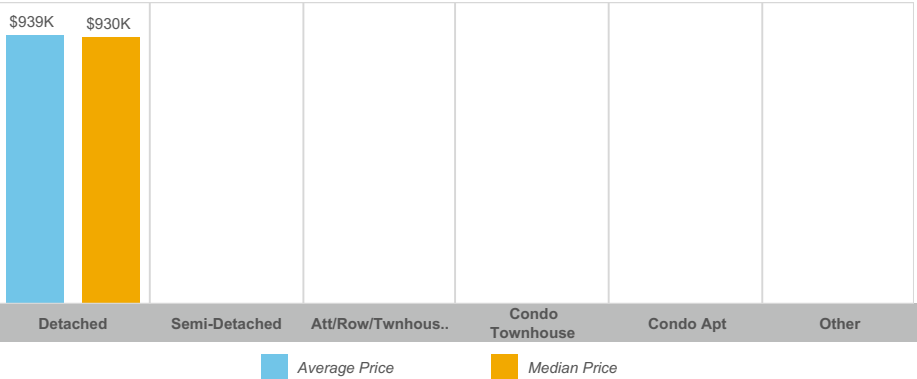 $939K
$930K
Detached
Semi-Detached
Att/Row/Twnhous..
Condo
Townhouse
Condo Apt
Other
Average Price
Median Price